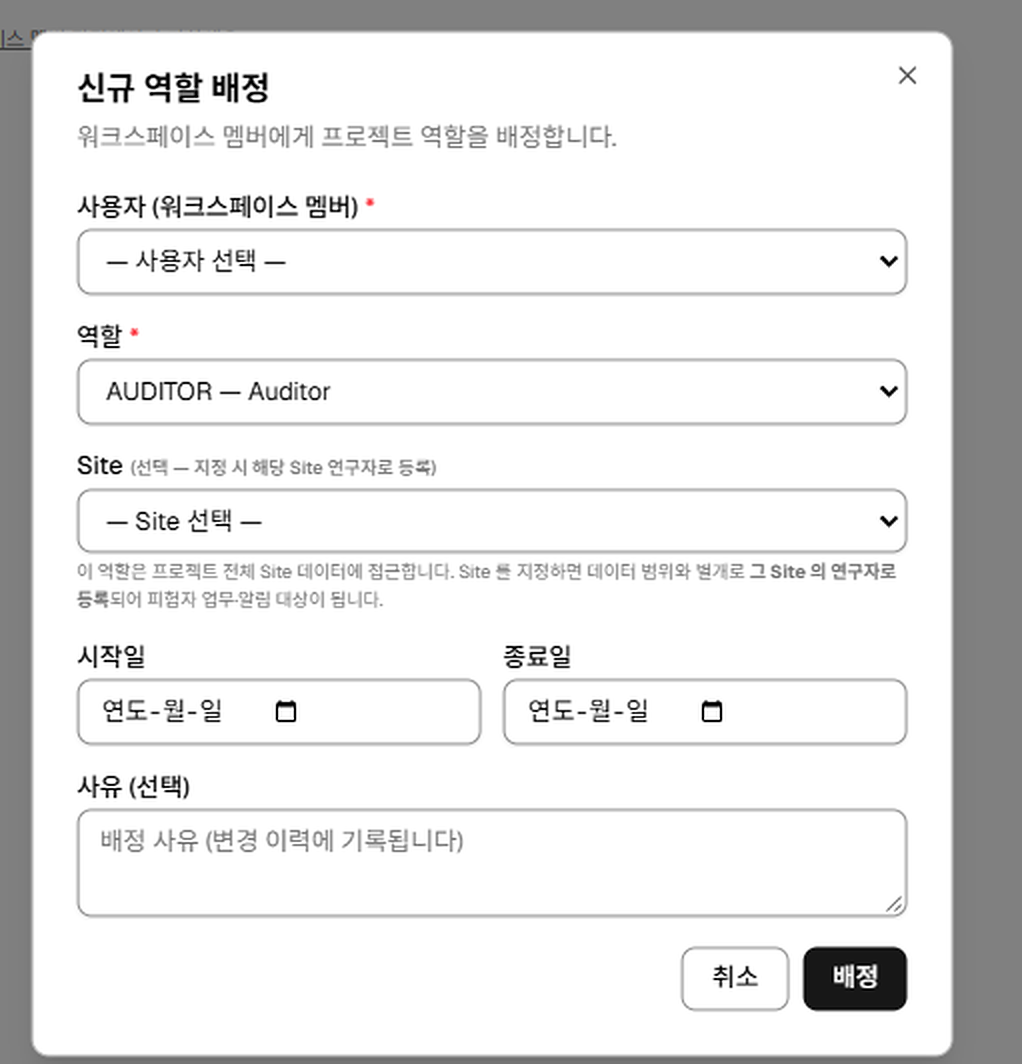 신규 역할 배정
워크스페이스 멤버에게 프로젝트 역할을 배정합니다.
사용자 (워크스페이스 멤버) *
— 사용자 선택 —
역할 *
AUDITOR — Auditor
Site (선택 — 지정 시 해당 Site 연구자로 등록)
— Site 선택 —
이 역할은 프로젝트 전체 Site 데이터에 접근합니다. Site 를 지정하면 데이터 범위와 별개로 그 Site 의 연구자로
등록되어 피험자 업무·알림 대상이 됩니다.
시작일 종료일
연도-월-일 연도-월-일
사유 (선택)
배정 사유 (변경 이력에 기록됩니다)
취소 배정